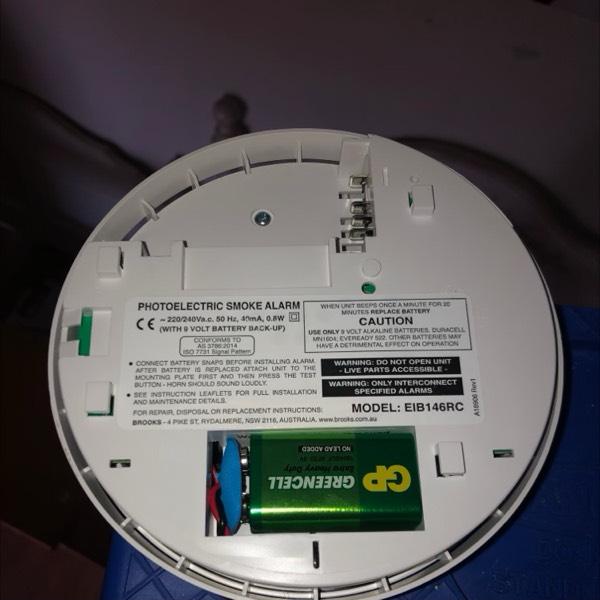 PHOTOELECTRIC SMOKE ALARM
CE ~ 220/240Va.c. 50 Hz, 40mA, 0.8W
(WITH 9 VOLT BATTERY BACK-UP)
CONFORMS TO
AS 3786:2014
ISO 7731 Signal Pattern
• CONNECT BATTERY SNAPS BEFORE INSTALLING ALARM.
AFTER BATTERY IS REPLACED ATTACH UNIT TO THE
MOUNTING PLATE FIRST AND THEN PRESS THE TEST
BUTTON - HORN SHOULD SOUND LOUDLY.
• SEE INSTRUCTION LEAFLETS FOR FULL INSTALLATION
AND MAINTENANCE DETAILS.
FOR REPAIR, DISPOSAL OR REPLACEMENT INSTRUCTIONS:
BROOKS - 4 PIKE ST, RYDALMERE, NSW 2116, AUSTRALIA. www.brooks.com.au
WHEN UNIT BEEPS ONCE A MINUTE FOR 20
MINUTES REPLACE BATTERY
CAUTION
USE ONLY 9 VOLT ALKALINE BATTERIES, DURACELL
MN1604; EVEREADY 522. OTHER BATTERIES MAY
HAVE A DETRIMENTAL EFFECT ON OPERATION
WARNING: DO NOT OPEN UNIT
- LIVE PARTS ACCESSIBLE -
WARNING: ONLY INTERCONNECT
SPECIFIED ALARMS
MODEL: EIB146RC
A16906 Rev1
GP
GREENCELL
Extra Heavy Duty
NO LEAD ADDED